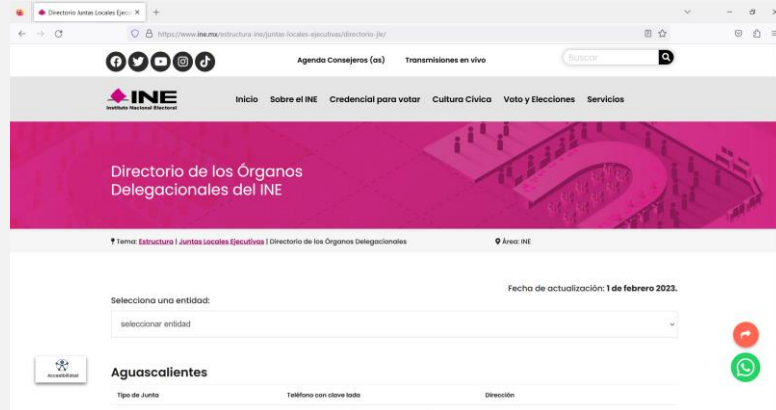 Directorio Juntas Locales Ejecu
https://www.ine.mx/estructura-ine/juntas-locales-ejecutivas/directorio-jle/
Agenda Consejeros (as) Transmisiones en vivo Buscar
INE
Instituto Nacional Electoral
Inicio Sobre el INE Credencial para votar Cultura Cívica Voto y Elecciones Servicios
Directorio de los Órganos
Delegacionales del INE
Tema: Estructura | Juntas Locales Ejecutivas | Directorio de los Órganos Delegacionales Área: INE
Fecha de actualización: 1 de febrero 2023.
Selecciona una entidad:
seleccionar entidad
Accesibilidad
Aguascalientes
Tipo de Junta Teléfono con clave lada Dirección